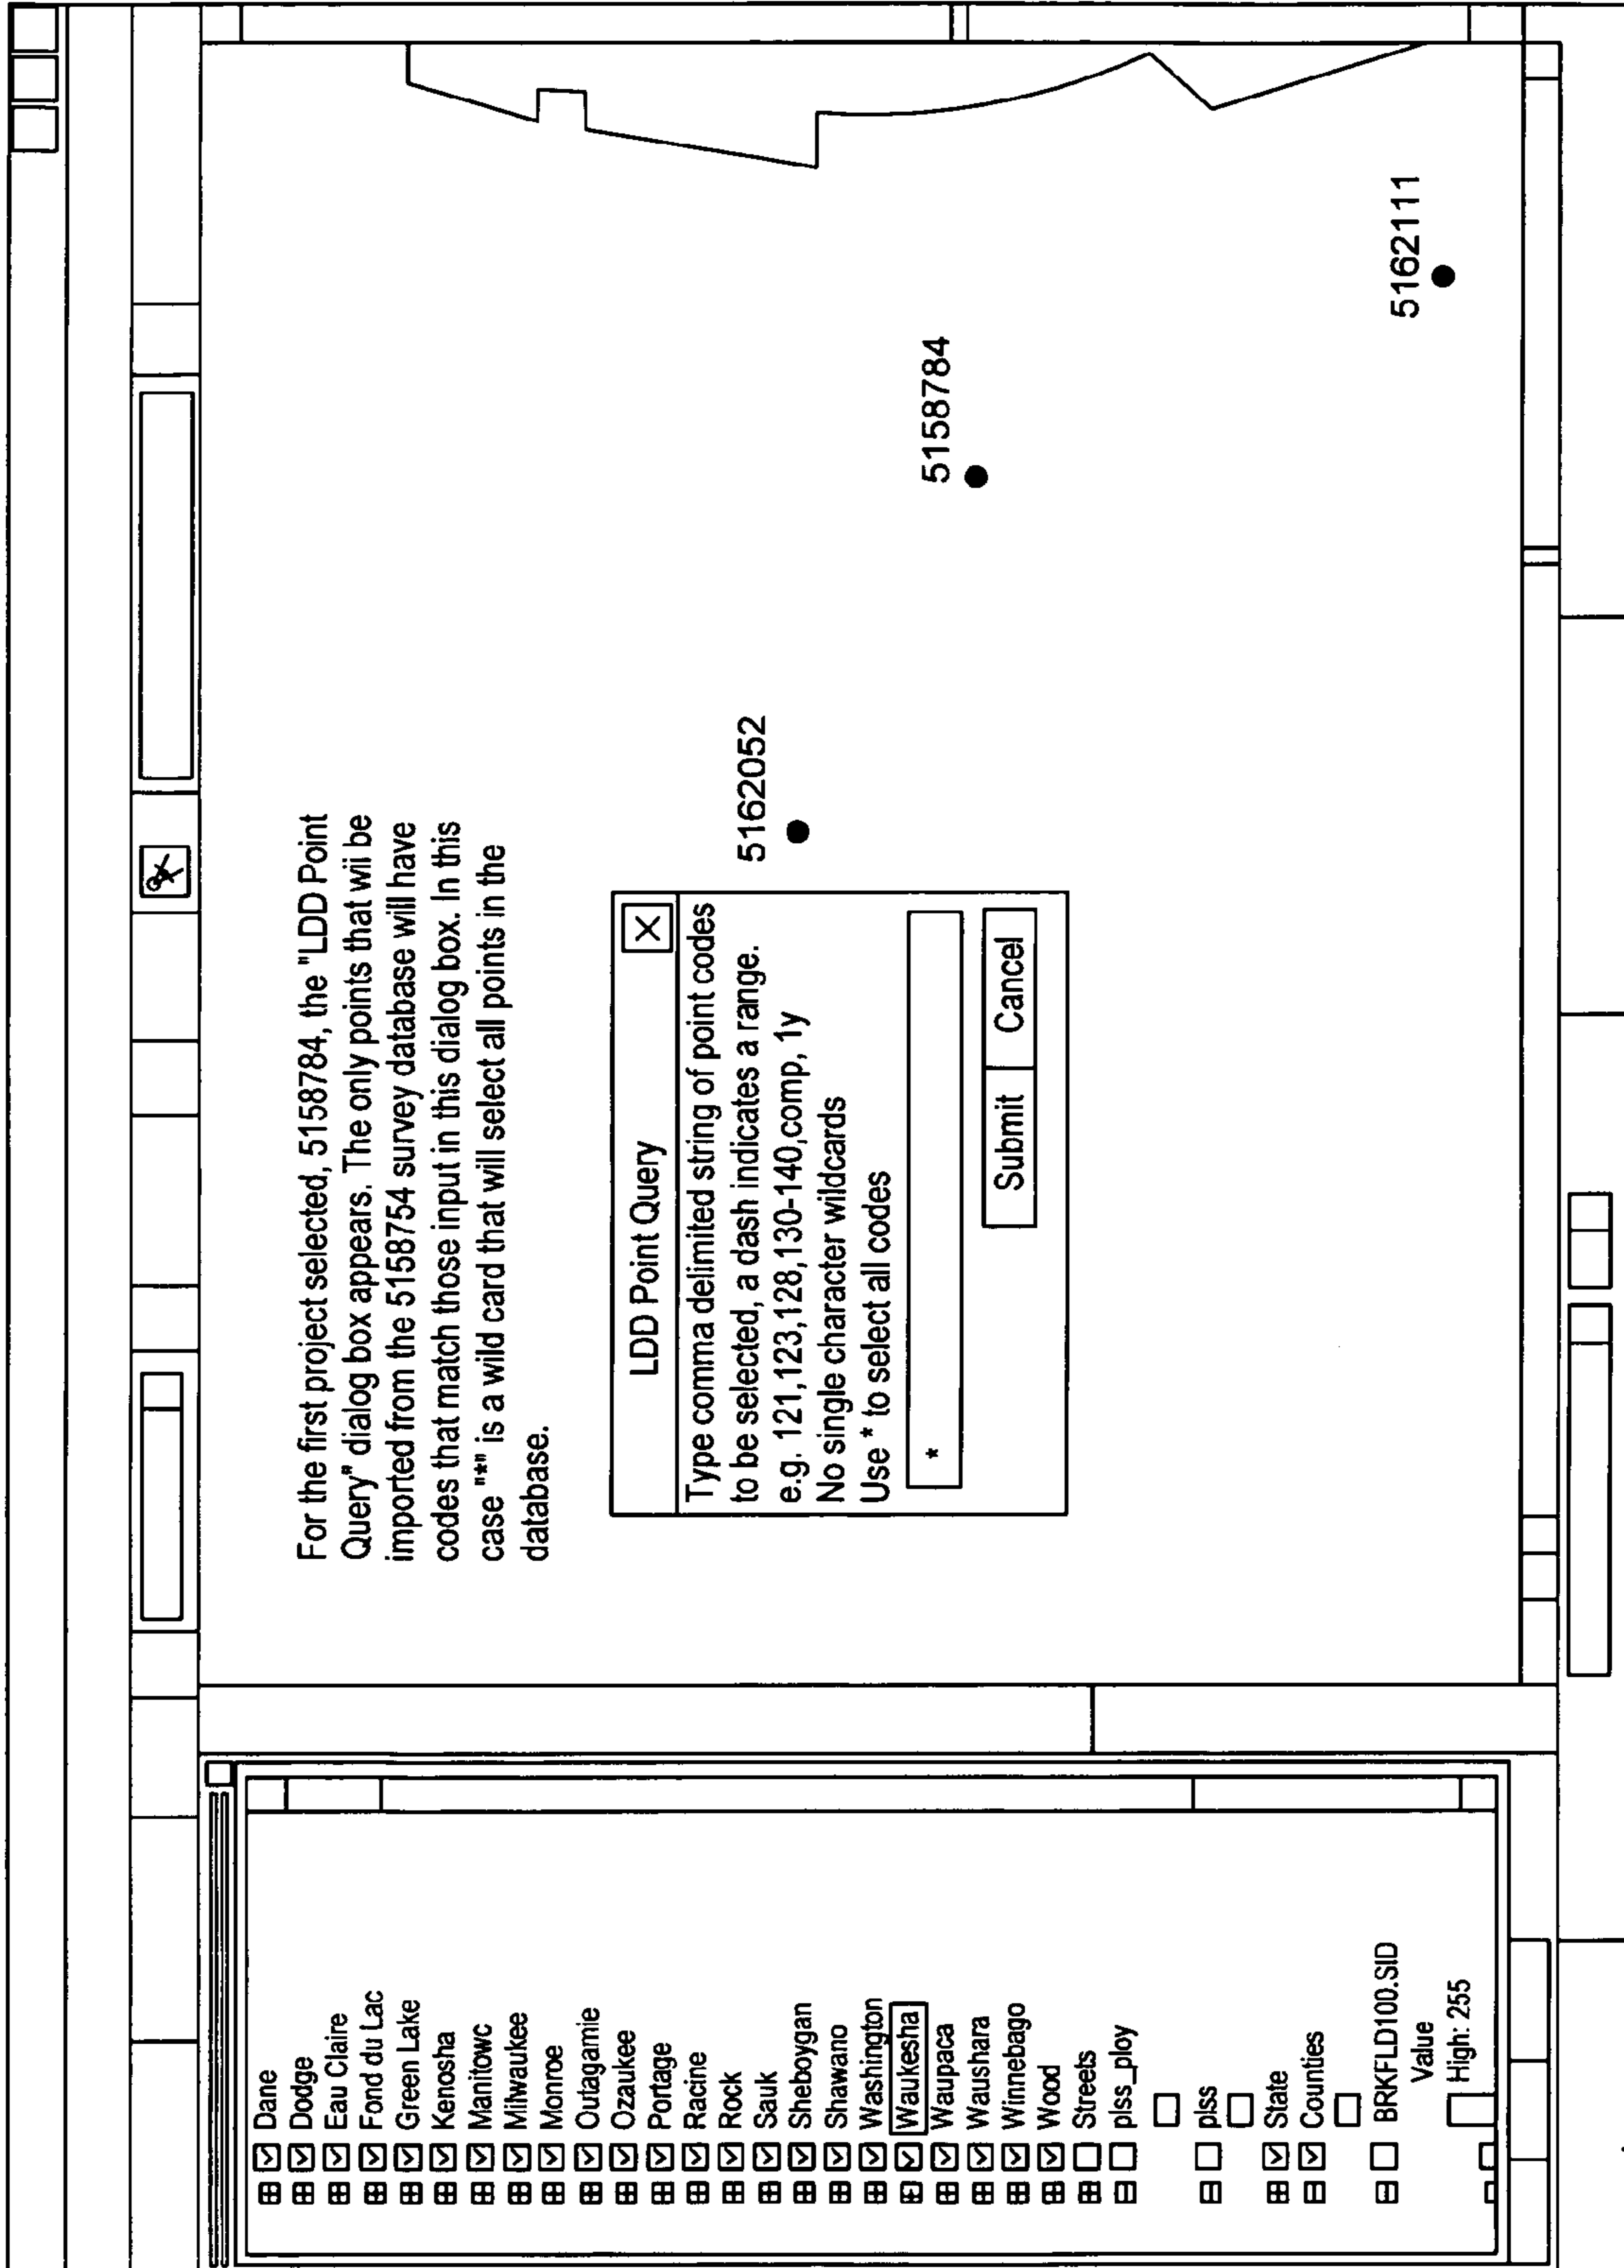 Dane
Dodge
Eau Claire
Fond du Lac
Green Lake
Kenosha
Manitowc
Milwaukee
Monroe
Outagamie
Ozaukee
Portage
Racine
Rock
Sauk
Sheboygan
Shawano
Washington
Waukesha
Waupaca
Waushara
Winnebago
Wood
Streets
plss_ploy
plss
State
Counties
BRKFLD100.SID
Value
High: 255
For the first project selected, 5158784, the "LDD Point
Query" dialog box appears. The only points that wii be
imported from the 5158754 survey database will have
codes that match those input in this dialog box. In this
case "*" is a wild card that will select all points in the
database.
LDD Point Query
Type comma delimited string of point codes
to be selected, a dash indicates a range.
e.g. 121,123,128,130-140,comp, 1y
No single character wildcards
Use * to select all codes
*
Submit Cancel
5162052
5158784
5162111